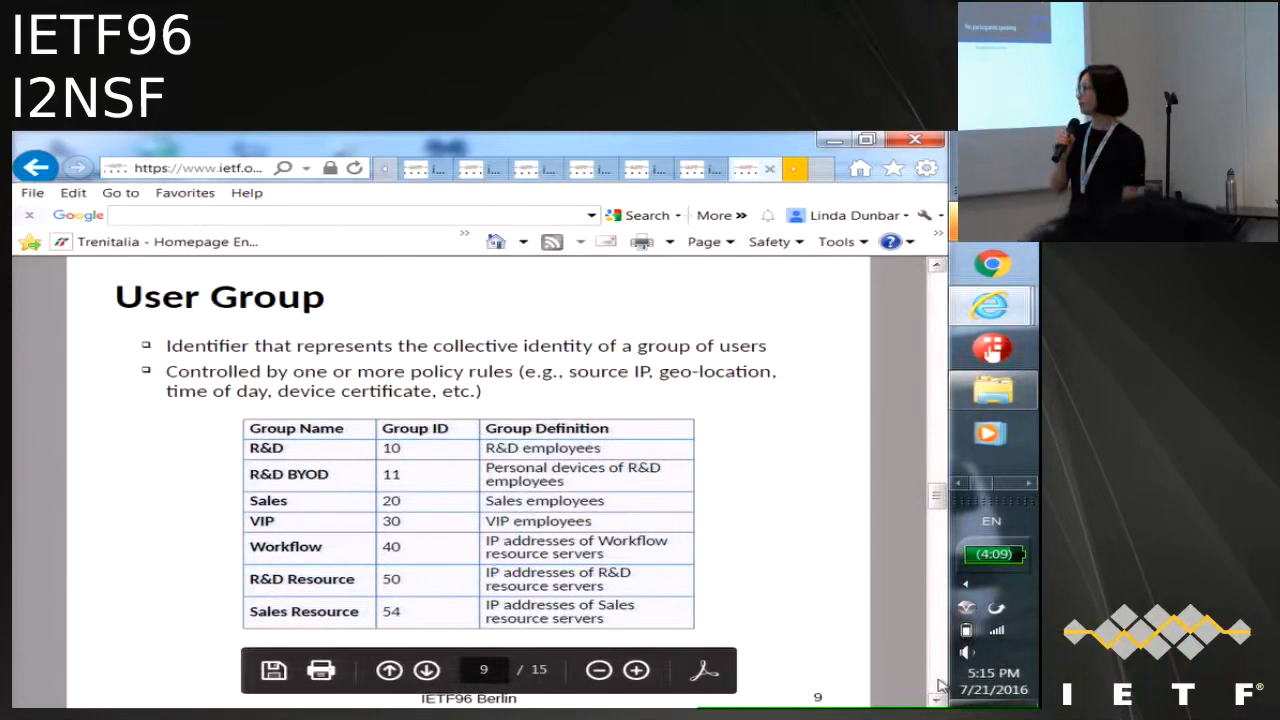 IETF96
I2NSF
No participants speaking
https://www.ietf.o...
i...
i...
i...
i...
i...
i...
File Edit Go to Favorites Help
x Google Search More » Linda Dunbar
Trenitalia - Homepage En...
» Page Safety Tools »
User Group
Identifier that represents the collective identity of a group of users
Controlled by one or more policy rules (e.g., source IP, geo-location,
time of day, device certificate, etc.)
Group Name Group ID Group Definition
R&D 10 R&D employees
R&D BYOD 11 Personal devices of R&D
employees
Sales 20 Sales employees
VIP 30 VIP employees
Workflow 40 IP addresses of Workflow
resource servers
R&D Resource 50 IP addresses of R&D
resource servers
Sales Resource 54 IP addresses of Sales
resource servers
9 / 15
IETF96 Berlin 9
EN
(4:09)
5:15 PM
7/21/2016
I E T F®